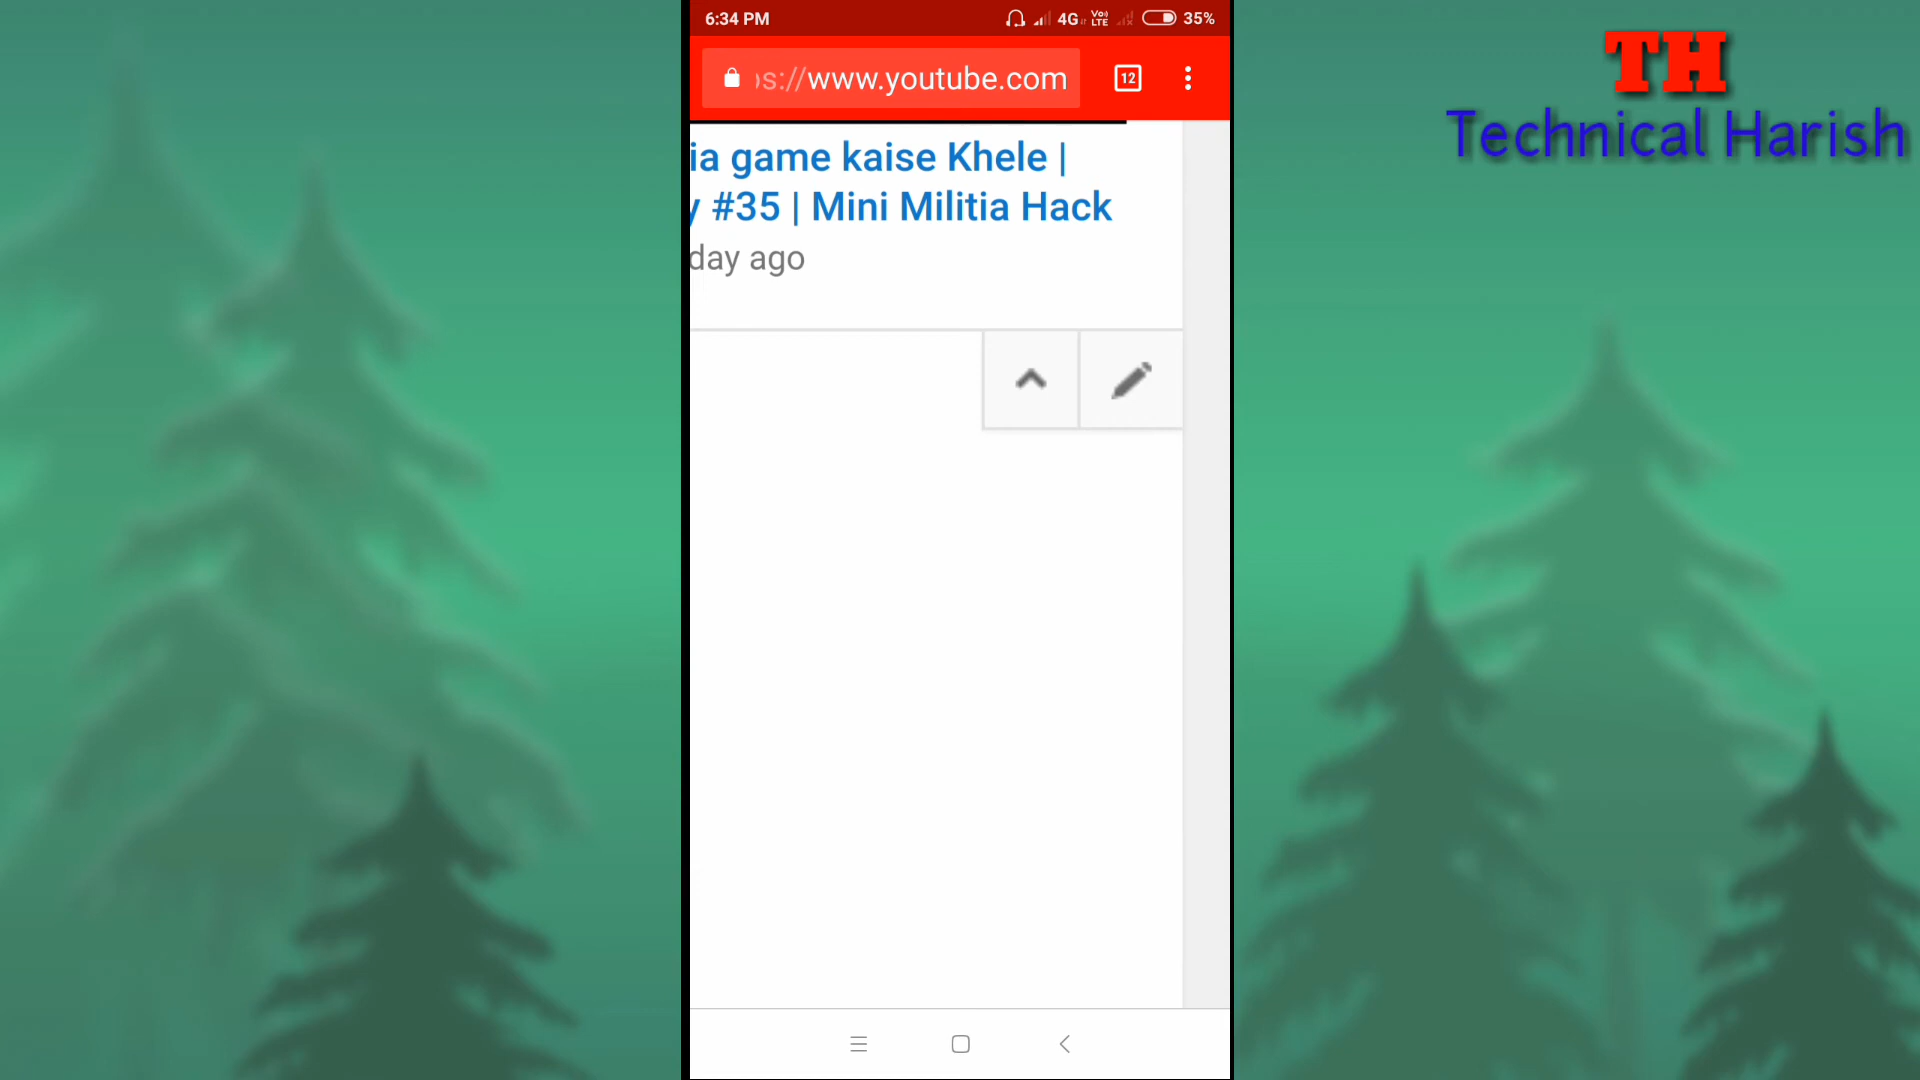 6:34 PM 4G VoLTE 35%
://www.youtube.com 12
TH
Technical Harish
ia game kaise Khele |
#35 | Mini Militia Hack
day ago